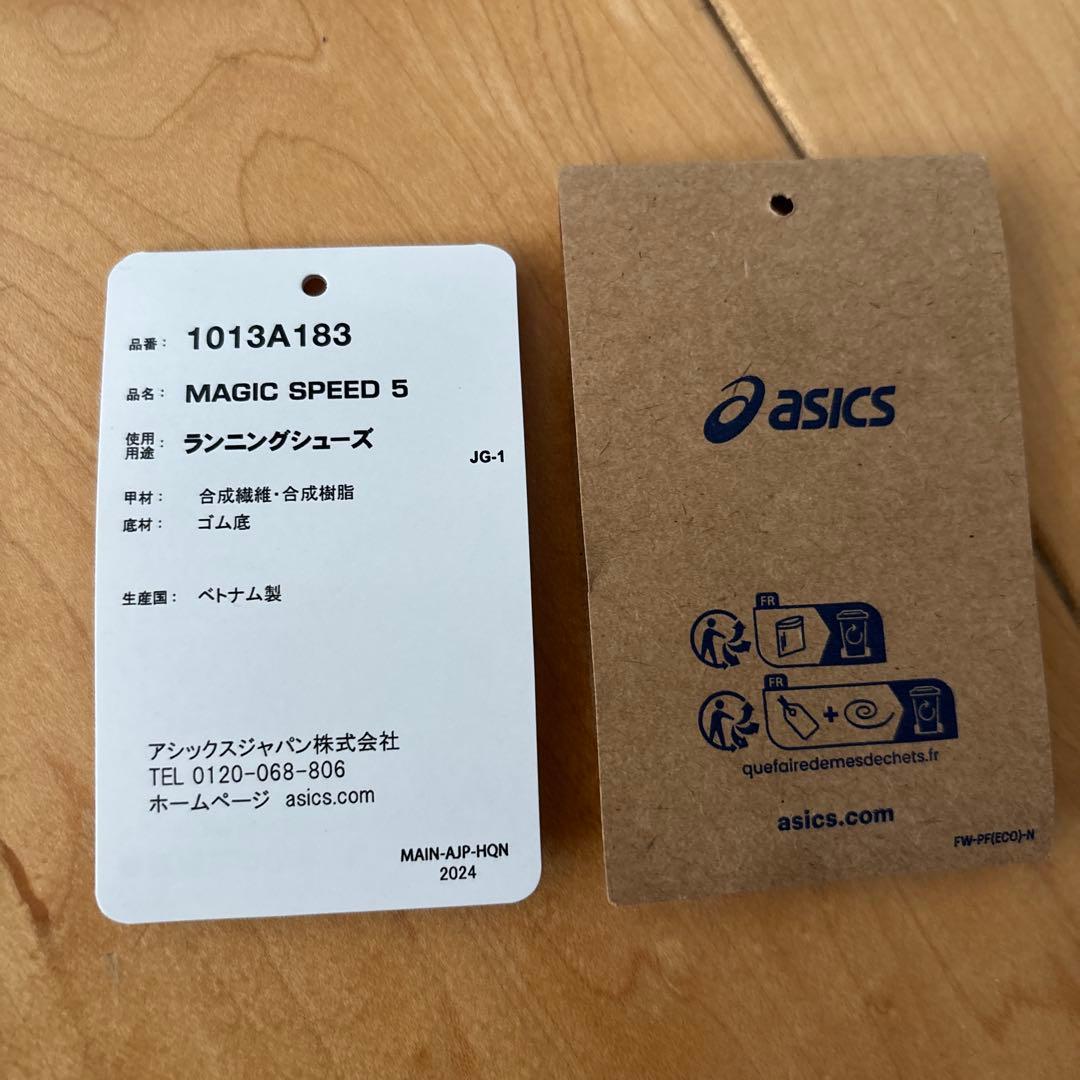 品番： 1013A183
品名： MAGIC SPEED 5
使用用途： ランニングシューズ
JG-1
甲材： 合成繊維・合成樹脂
底材： ゴム底
生産国： ベトナム製
アシックスジャパン株式会社
TEL 0120-068-806
ホームページ asics.com
MAIN-AJP-HQN
2024
asics
FR
FR
+
quefairedemesdechets.fr
asics.com
FW-PF(ECO)-N